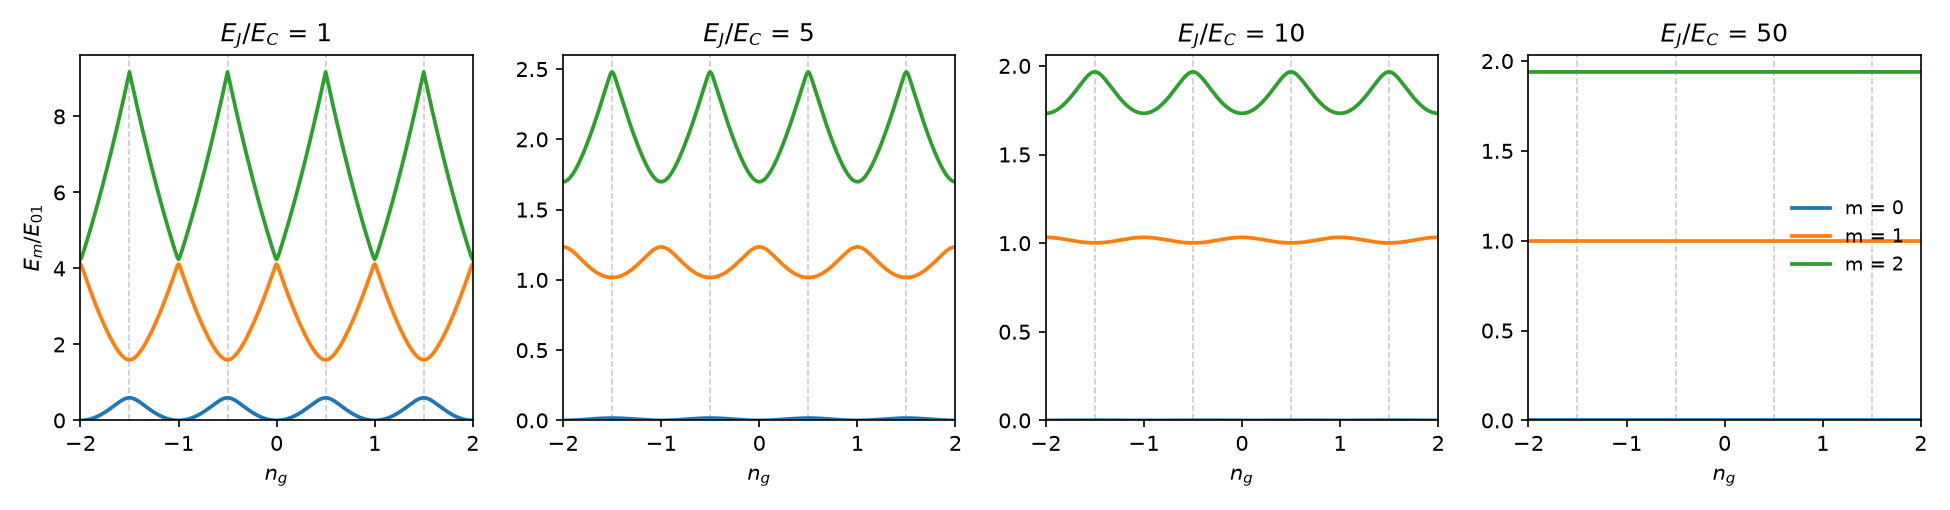 E_J/E_C = 1
E_J/E_C = 5
E_J/E_C = 10
E_J/E_C = 50
E_m/E_01
8
6
4
2
0
−2 −1 0 1 2
n_g
2.5
2.0
1.5
1.0
0.5
0.0
−2 −1 0 1 2
n_g
2.0
1.5
1.0
0.5
0.0
−2 −1 0 1 2
n_g
2.0
1.5
1.0
0.5
0.0
−2 −1 0 1 2
n_g
m = 0
m = 1
m = 2